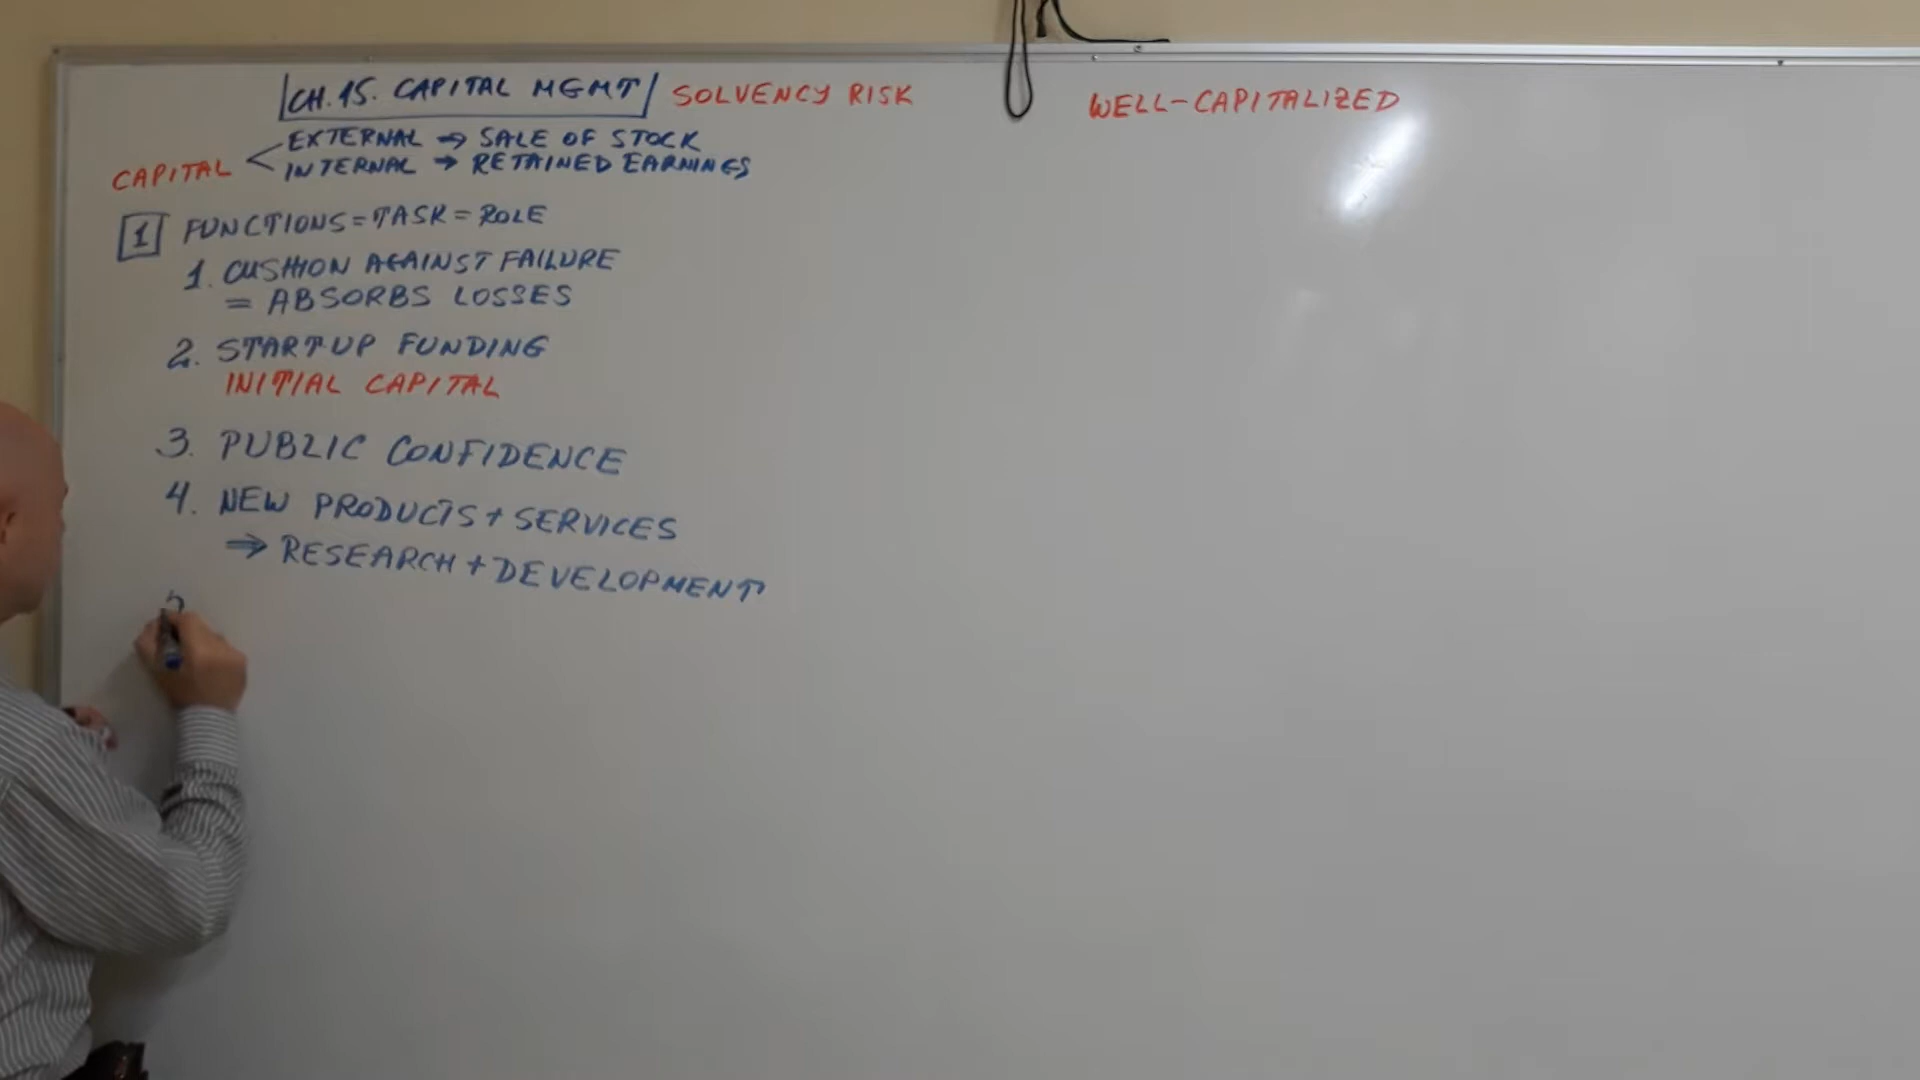 CH. 15. CAPITAL MGMT SOLVENCY RISK WELL-CAPITALIZED
EXTERNAL → SALE OF STOCK
CAPITAL < INTERNAL → RETAINED EARNINGS
1 FUNCTIONS = TASK = ROLE
1. CUSHION AGAINST FAILURE
= ABSORBS LOSSES
2. STARTUP FUNDING
INITIAL CAPITAL
3. PUBLIC CONFIDENCE
4. NEW PRODUCTS + SERVICES
⇒ RESEARCH + DEVELOPMENT